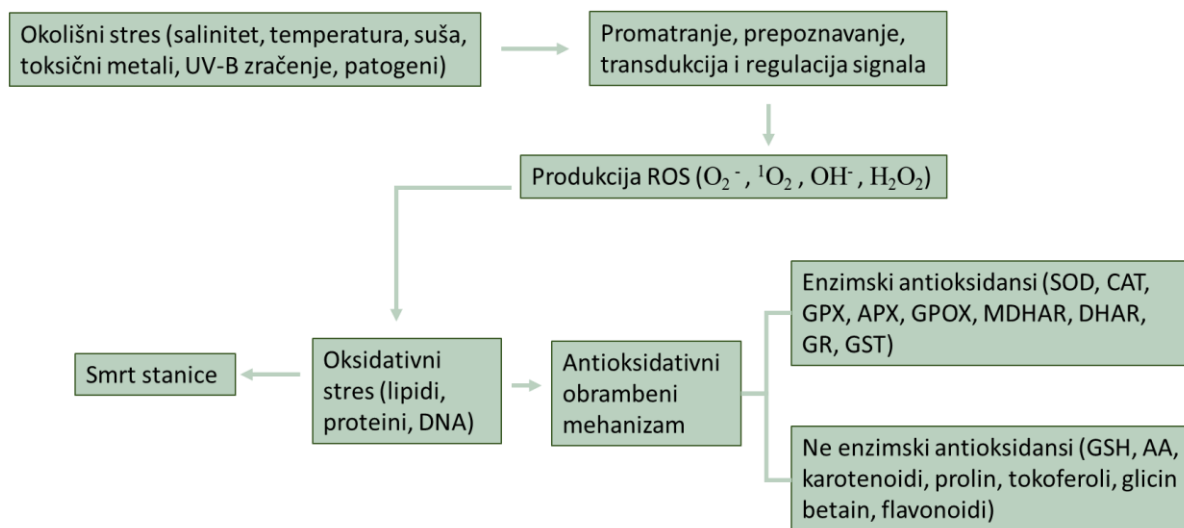 Okolišni stres (salinitet, temperatura, suša,
toksični metali, UV-B zračenje, patogeni)
Promatranje, prepoznavanje,
transdukcija i regulacija signala
Produkcija ROS (O₂⁻, ¹O₂, OH⁻, H₂O₂)
Enzimski antioksidansi (SOD, CAT,
GPX, APX, GPOX, MDHAR, DHAR,
GR, GST)
Smrt stanice
Oksidativni
stres (lipidi,
proteini, DNA)
Antioksidativni
obrambeni
mehanizam
Ne enzimski antioksidansi (GSH, AA,
karotenoidi, prolin, tokoferoli, glicin
betain, flavonoidi)